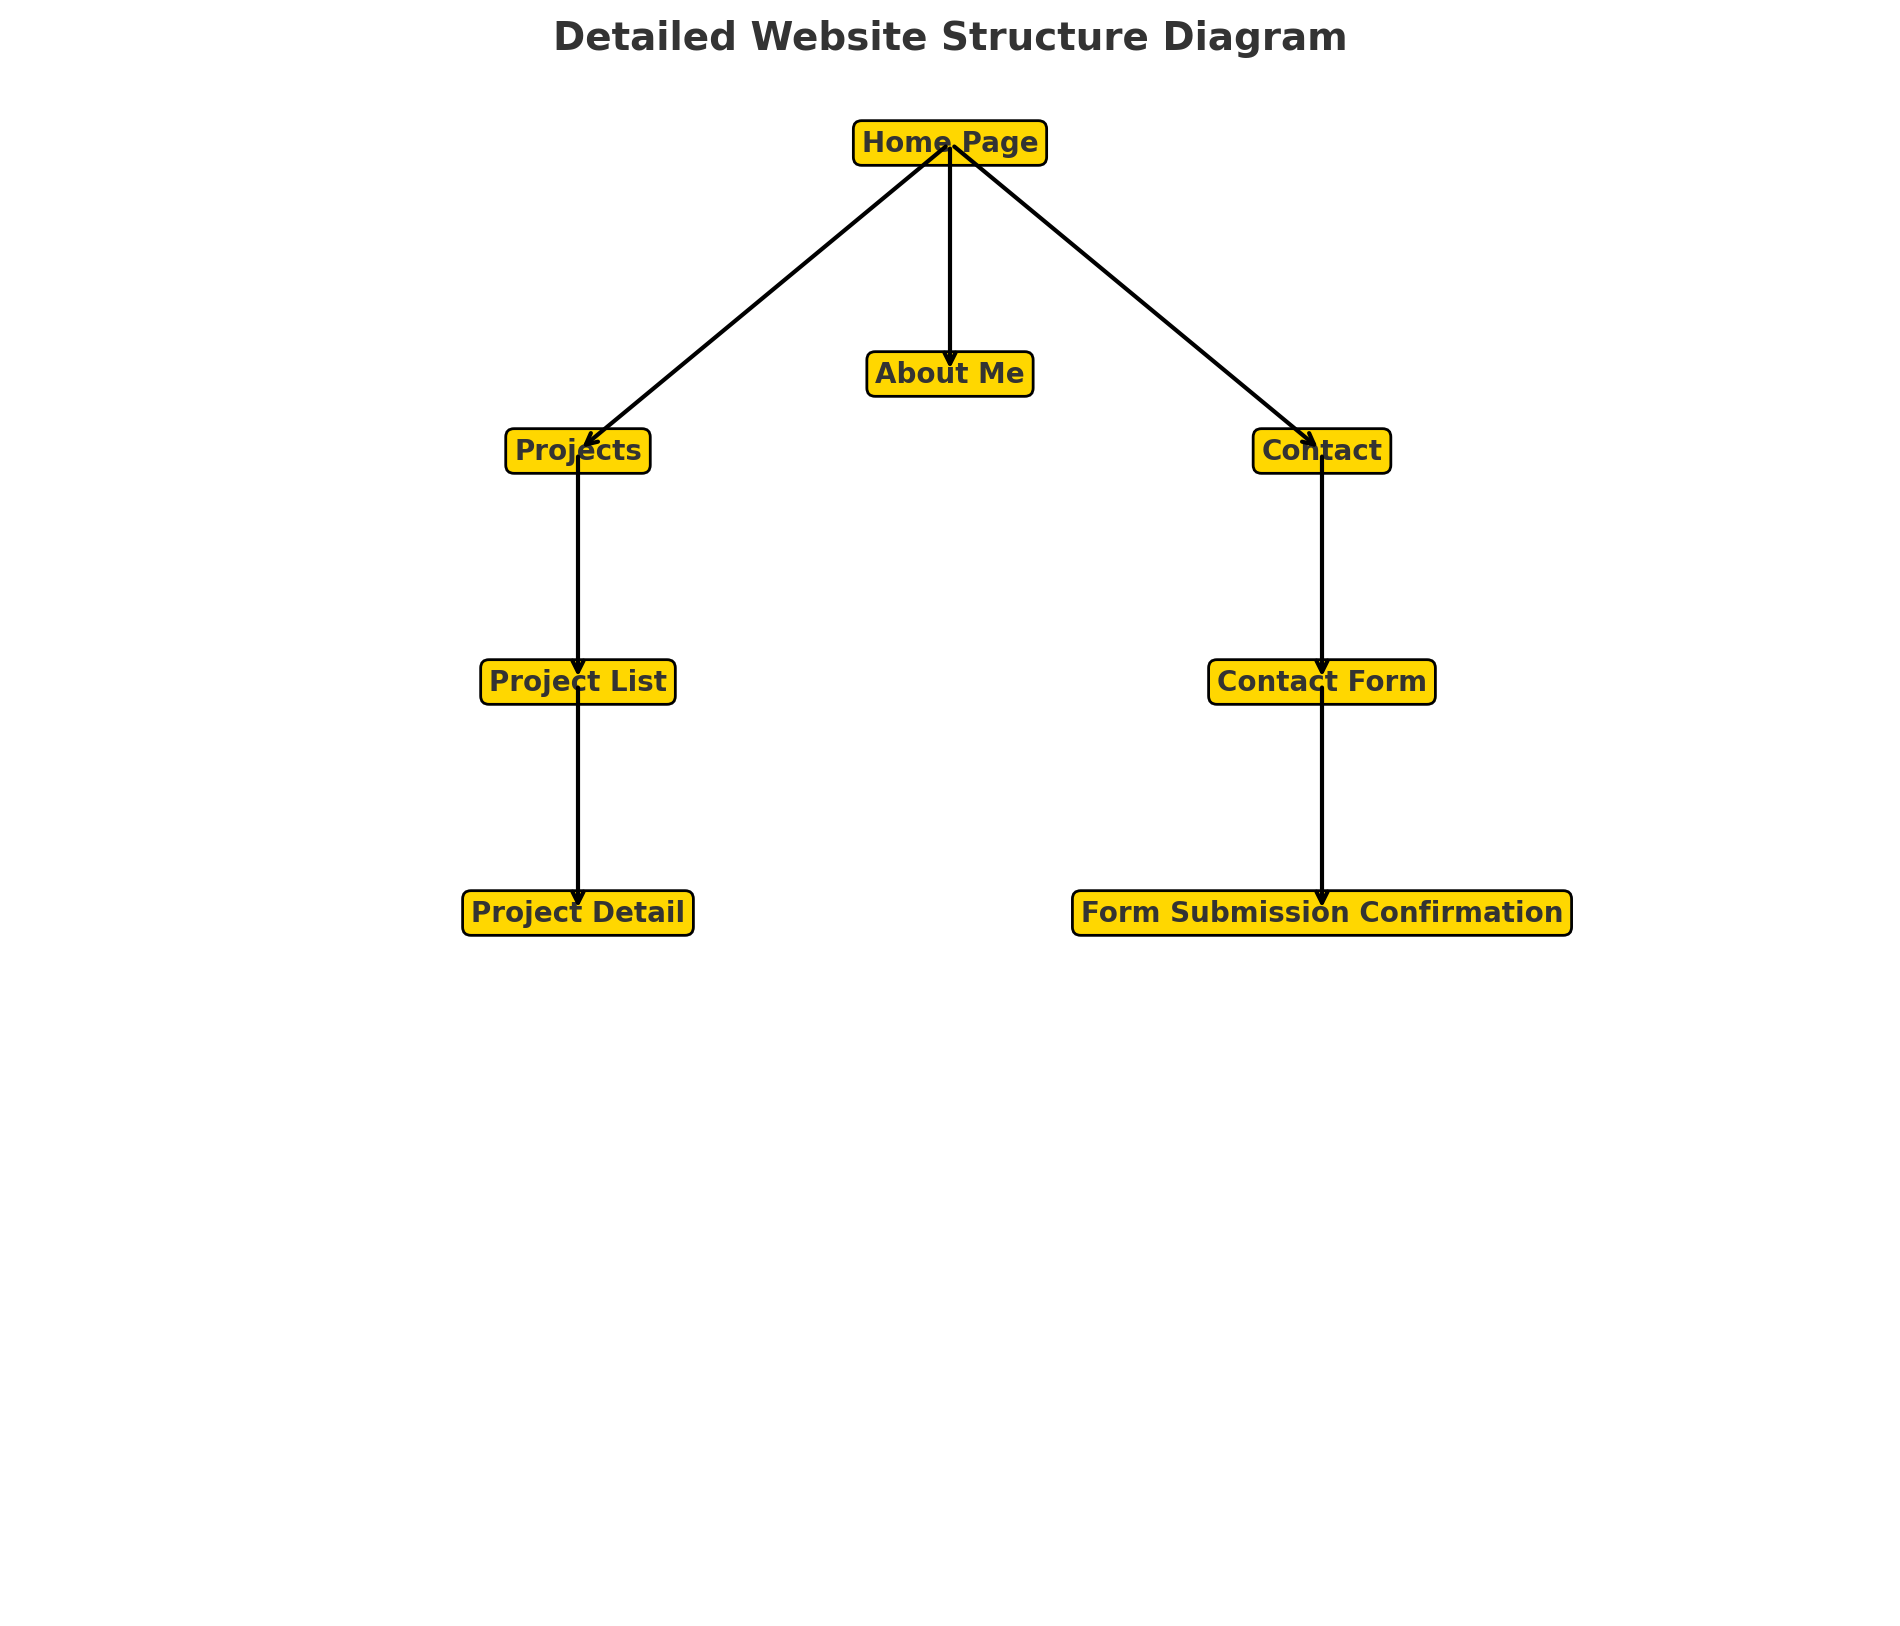 Detailed Website Structure Diagram
Home Page
About Me
Projects
Contact
Project List
Contact Form
Project Detail
Form Submission Confirmation